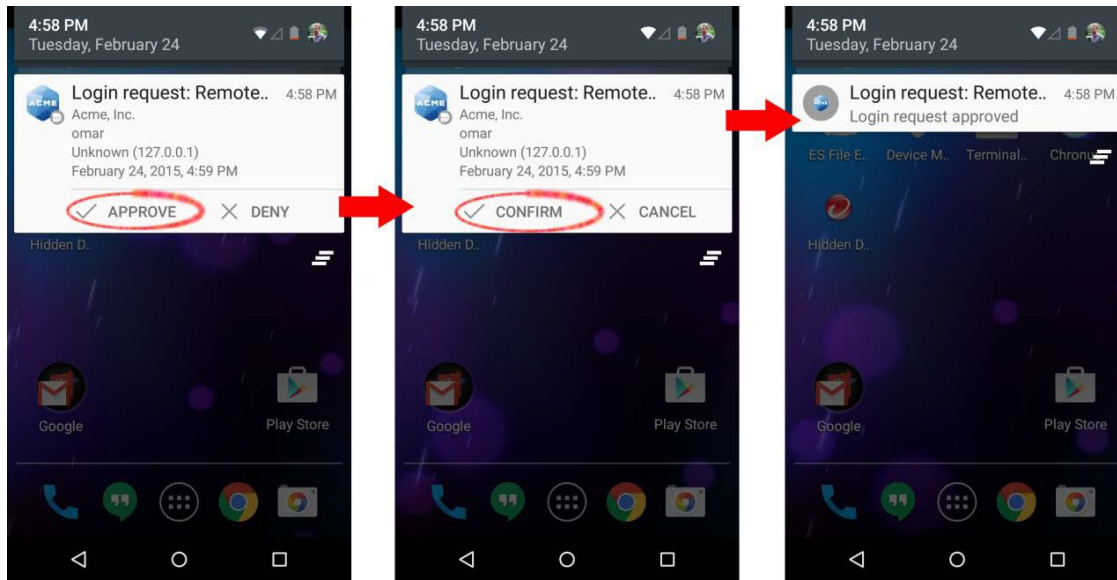 4:58 PM
Tuesday, February 24
ACME
Login request: Remote.. 4:58 PM
Acme, Inc.
omar
Unknown (127.0.0.1)
February 24, 2015, 4:59 PM
APPROVE DENY
Hidden D..
Google Play Store
4:58 PM
Tuesday, February 24
ACME
Login request: Remote.. 4:58 PM
Acme, Inc.
omar
Unknown (127.0.0.1)
February 24, 2015, 4:59 PM
CONFIRM CANCEL
Hidden D..
Google Play Store
4:58 PM
Tuesday, February 24
Login request: Remote.. 4:58 PM
Login request approved
ES File E.. Device M.. Terminal..
Hidden D..
Google Play Store